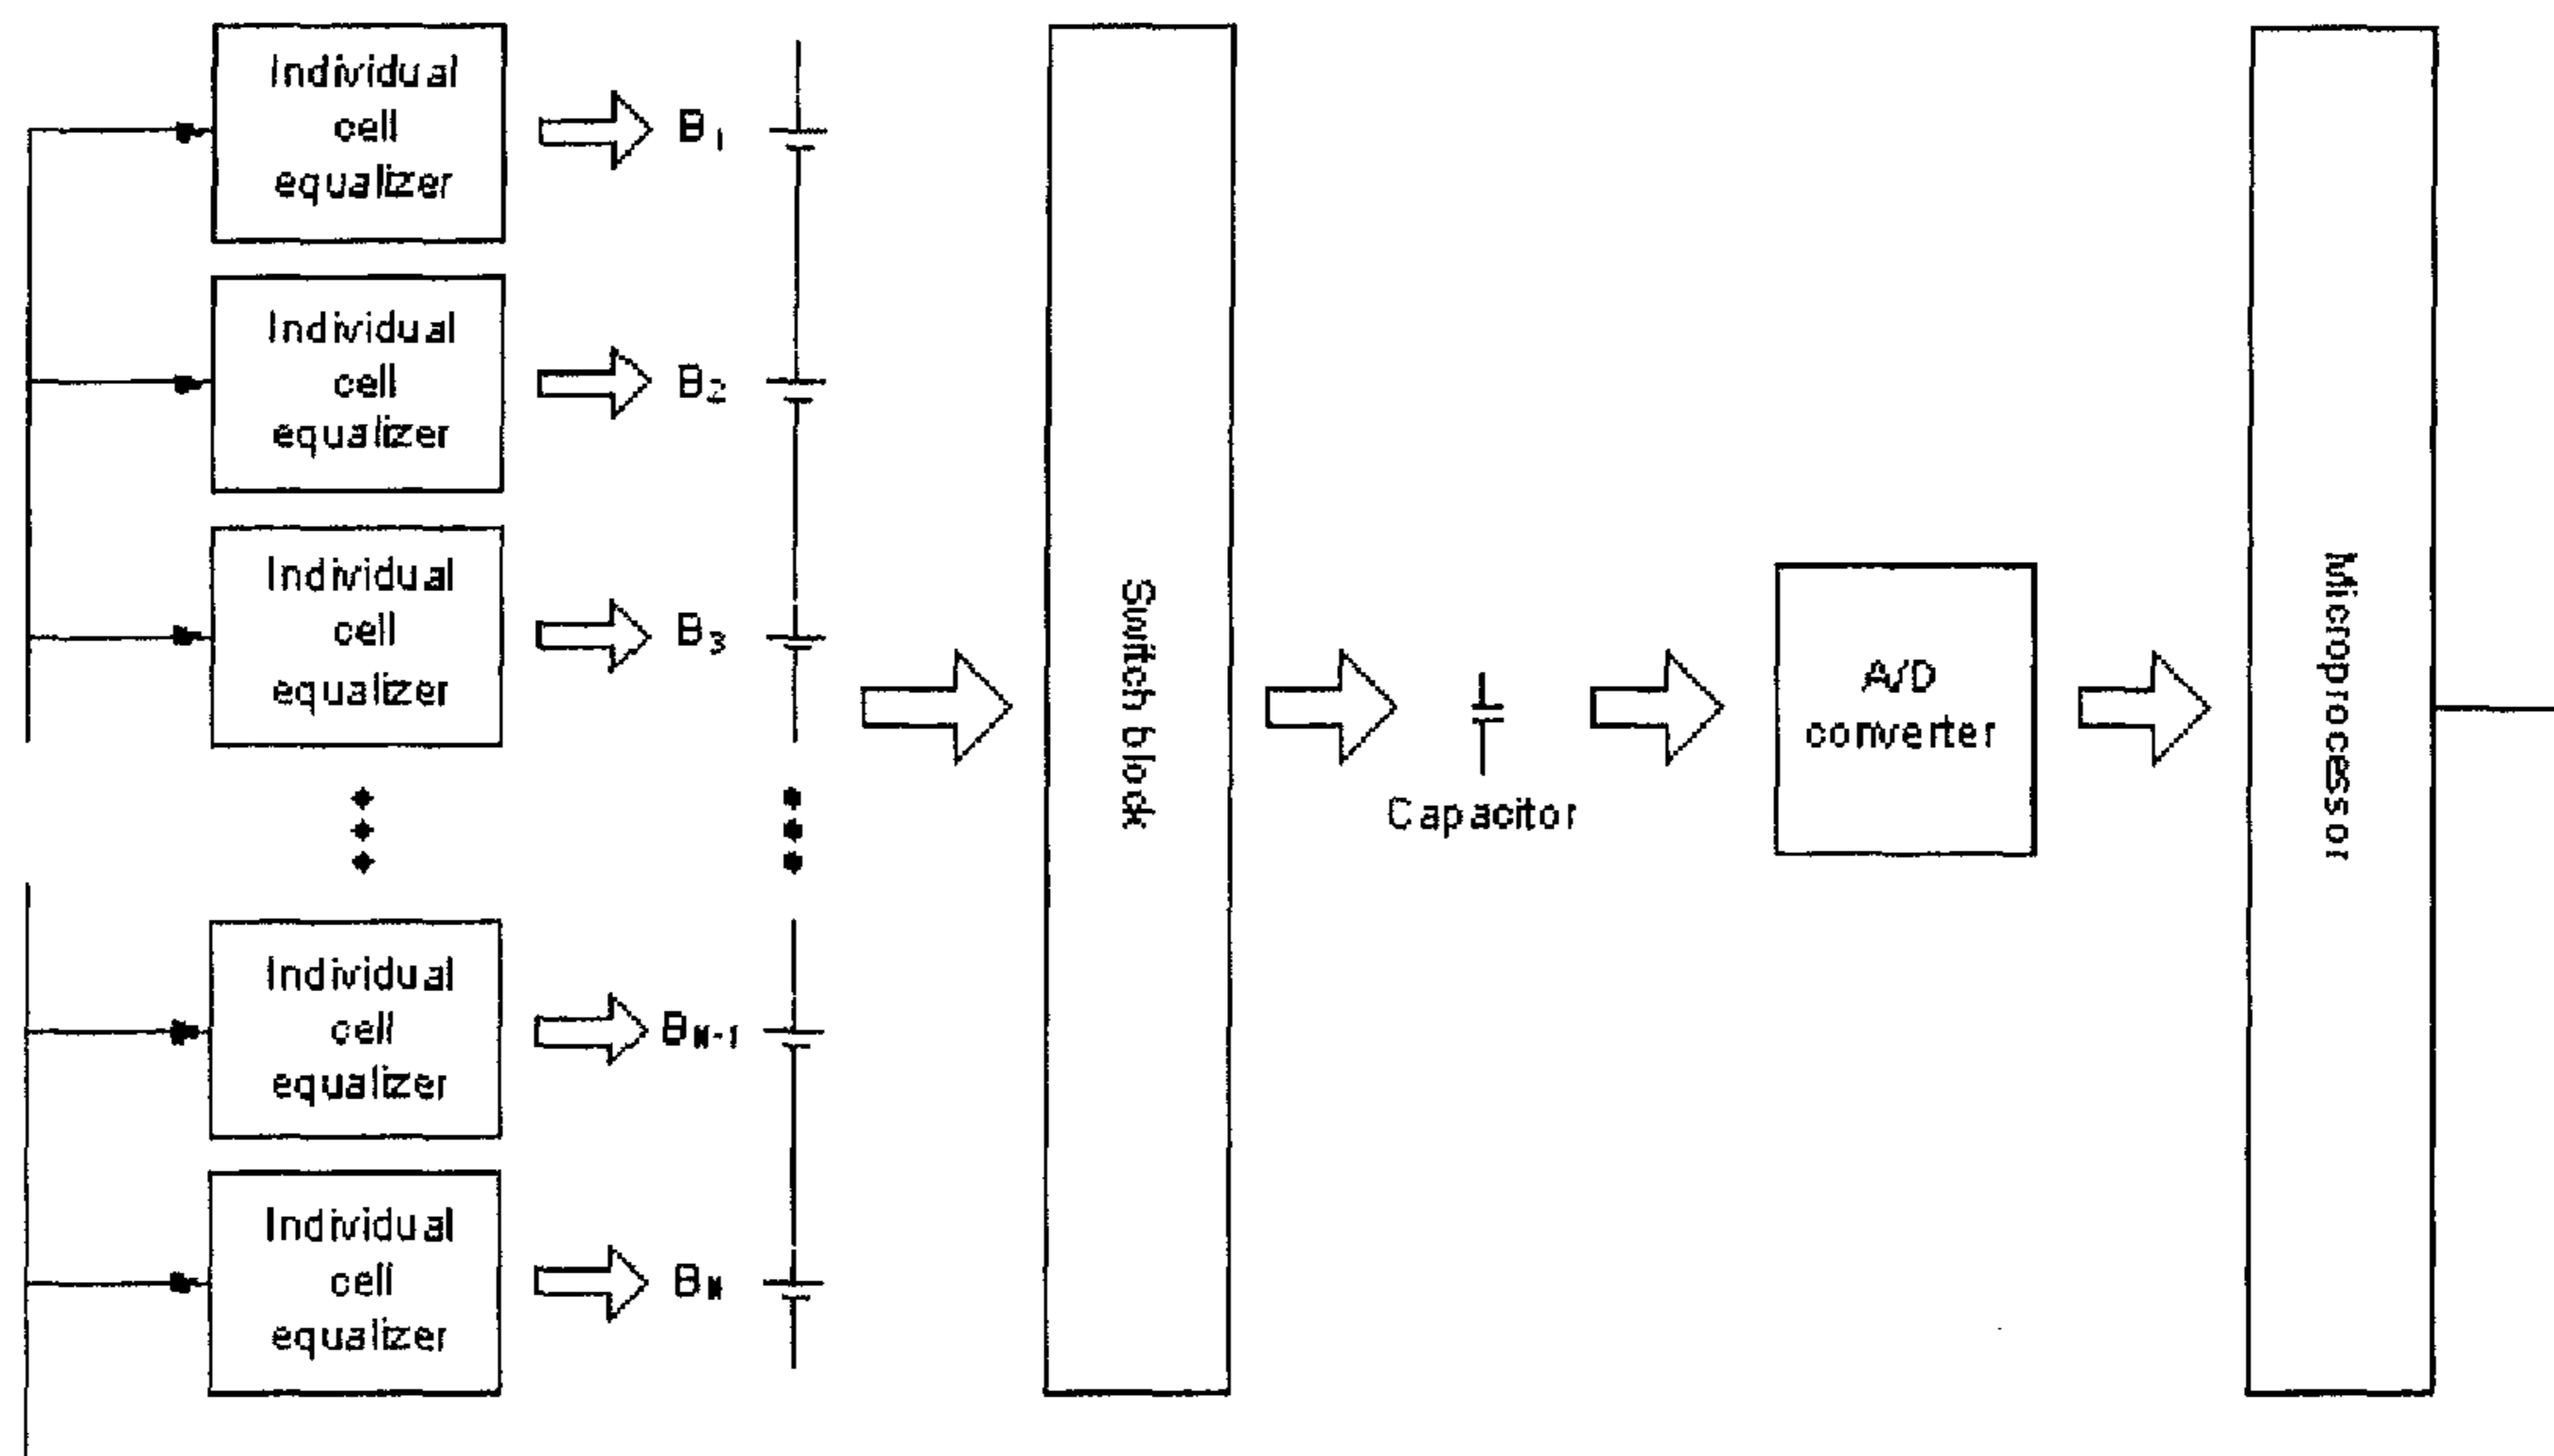 Individual
cell
equalizer
B1
Individual
cell
equalizer
B2
Individual
cell
equalizer
B3
Switch block
Capacitor
A/D
converter
Microprocessor
Individual
cell
equalizer
BN-1
Individual
cell
equalizer
BN